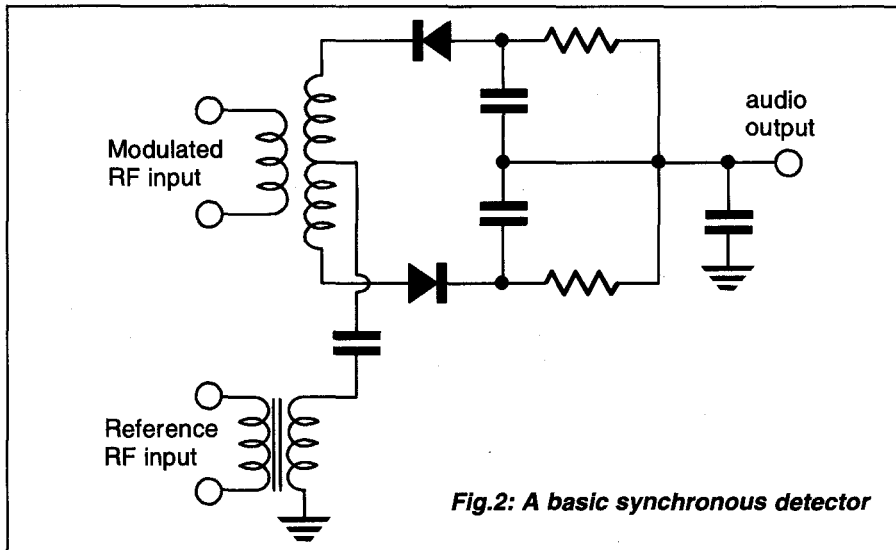 audio
output
Modulated
RF input
Reference
RF input
Fig.2: A basic synchronous detector